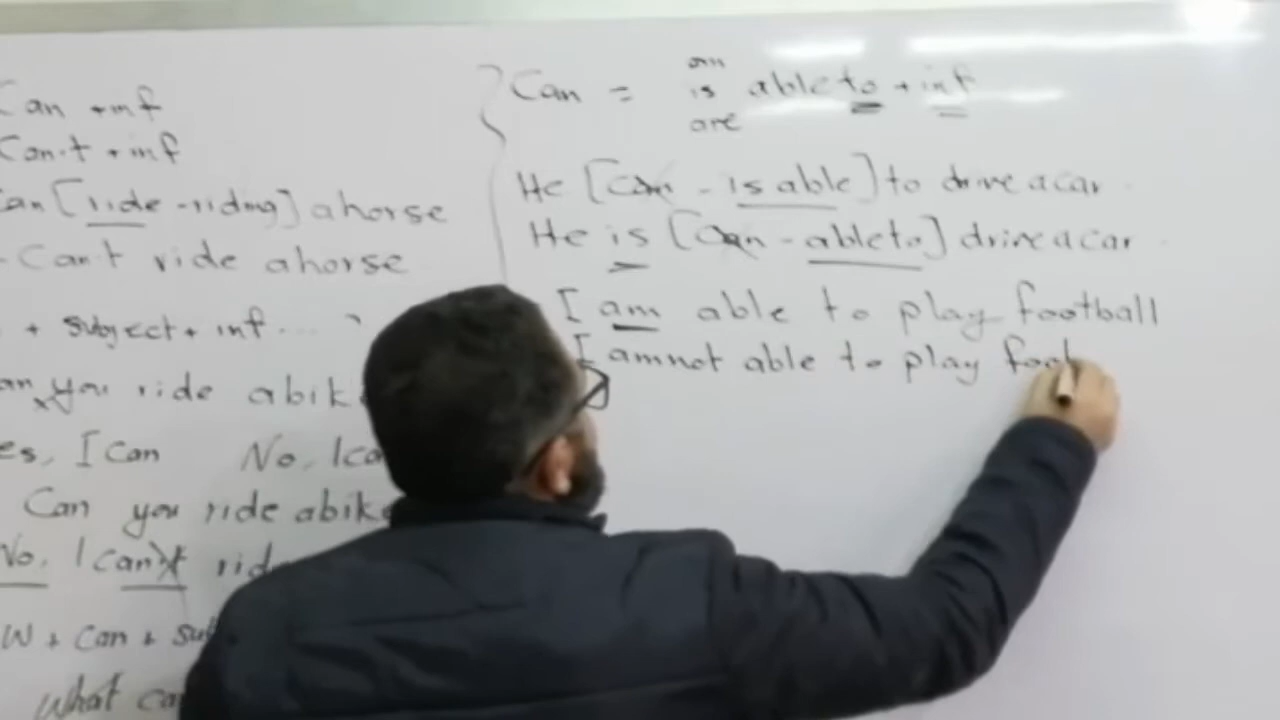 Can + inf
Can't + inf
Can [ride - riding] a horse
- Can't ride a horse
+ subject + inf .... ?
you ride a bik
es, I Can No, I ca
Can you ride a bike
No, I can't rid
W + Can + su
What ca
Can = am is are able to + inf
He [Can - is able] to drive a car
He is [Can - able to] drive a car
I am able to play football
I am not able to play foot